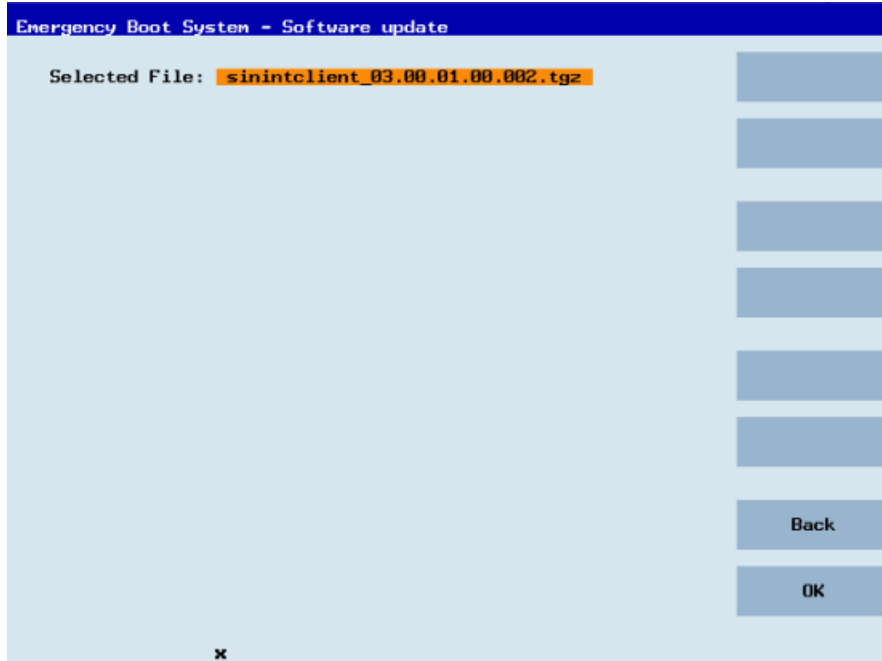 Emergency Boot System - Software update
Selected File: sinintclient_03.00.01.00.002.tgz
Back
OK
×